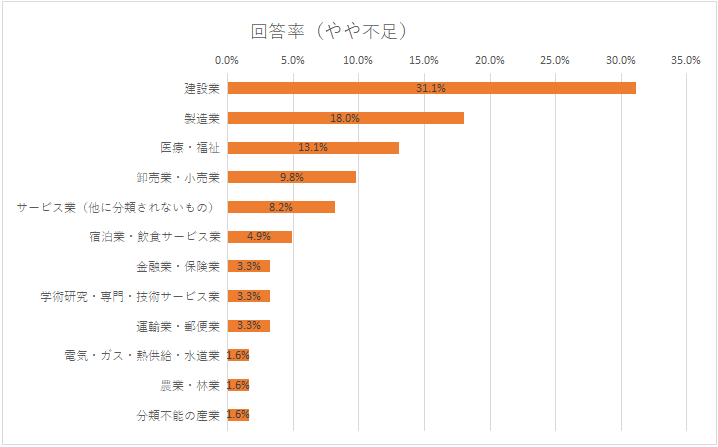 回答率（やや不足）
0.0% 5.0% 10.0% 15.0% 20.0% 25.0% 30.0% 35.0%
建設業 31.1%
製造業 18.0%
医療・福祉 13.1%
卸売業・小売業 9.8%
サービス業（他に分類されないもの） 8.2%
宿泊業・飲食サービス業 4.9%
金融業・保険業 3.3%
学術研究・専門・技術サービス業 3.3%
運輸業・郵便業 3.3%
電気・ガス・熱供給・水道業 1.6%
農業・林業 1.6%
分類不能の産業 1.6%